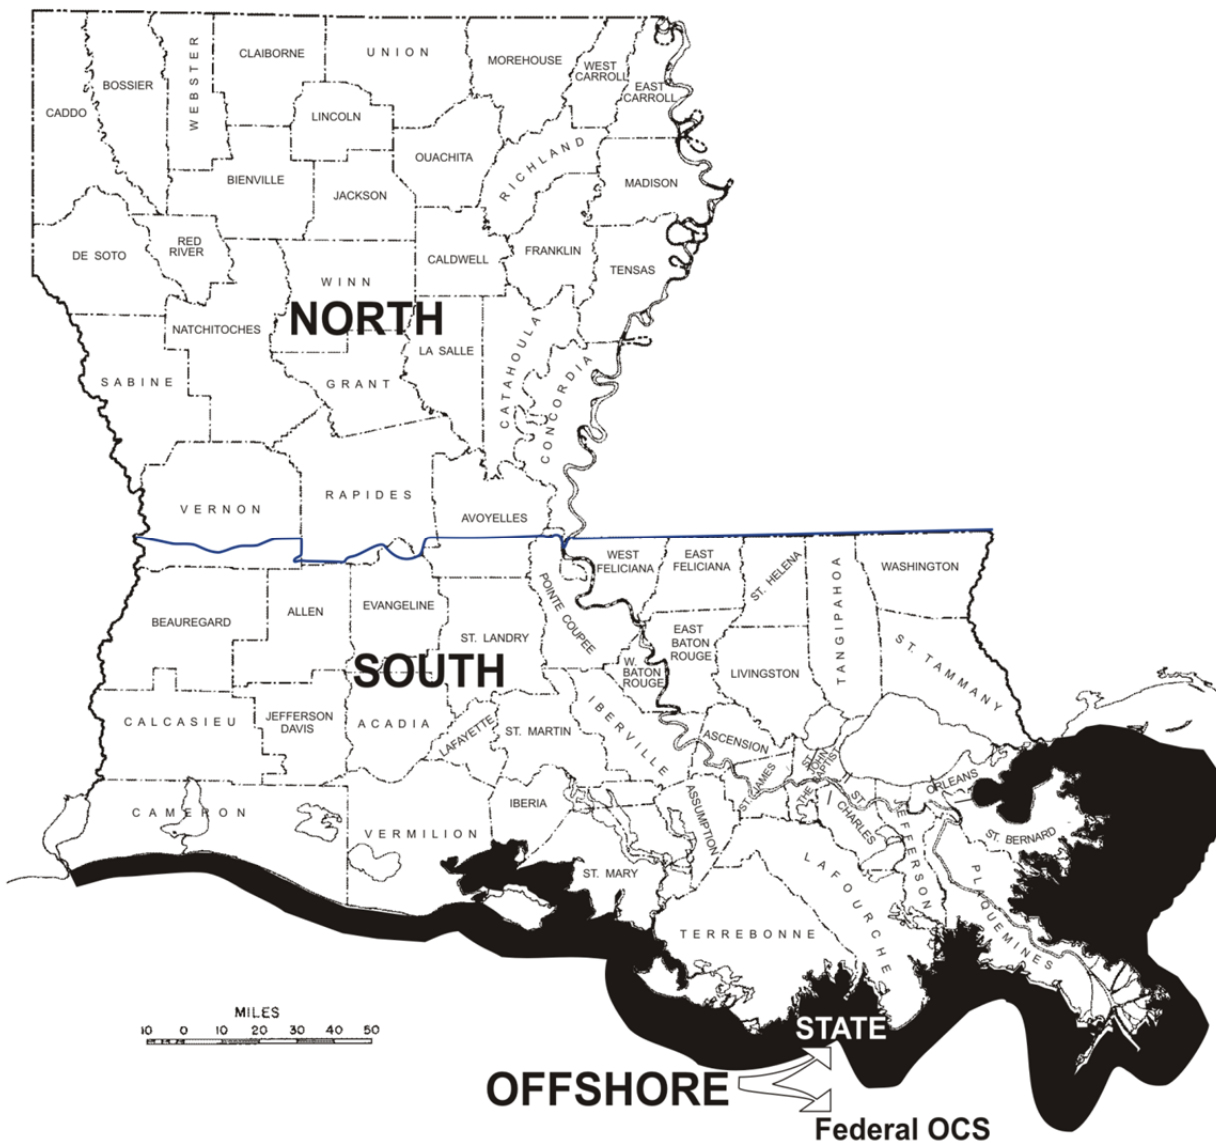 CLAIBORNE
UNION
MOREHOUSE
WEST
CARROLL
WEBSTER
BOSSIER
EAST
CARROLL
CADDO
LINCOLN
OUACHITA
RICHLAND
BIENVILLE
JACKSON
MADISON
RED
RIVER
DE SOTO
CALDWELL
FRANKLIN
TENSAS
WINN
NORTH
NATCHITOCHES
LA SALLE
CATAHOULA
CONCORDIA
SABINE
GRANT
RAPIDES
VERNON
AVOYELLES
WEST
FELICIANA
EAST
FELICIANA
ST. HELENA
TANGIPAHOA
WASHINGTON
BEAUREGARD
ALLEN
EVANGELINE
POINTE COUPEE
ST. LANDRY
EAST
BATON
ROUGE
W.
BATON
ROUGE
LIVINGSTON
ST. TAMMANY
SOUTH
CALCASIEU
JEFFERSON
DAVIS
ACADIA
LAFAYETTE
ST. MARTIN
IBERVILLE
ASCENSION
ST. JAMES
ST.
JOHN
THE BAPTIST
ST.
CHARLES
ORLEANS
CAMERON
VERMILION
IBERIA
ASSUMPTION
JEFFERSON
ST. BERNARD
ST. MARY
LAFOURCHE
PLAQUEMINES
TERREBONNE
MILES
10 0 10 20 30 40 50
STATE
OFFSHORE
Federal OCS